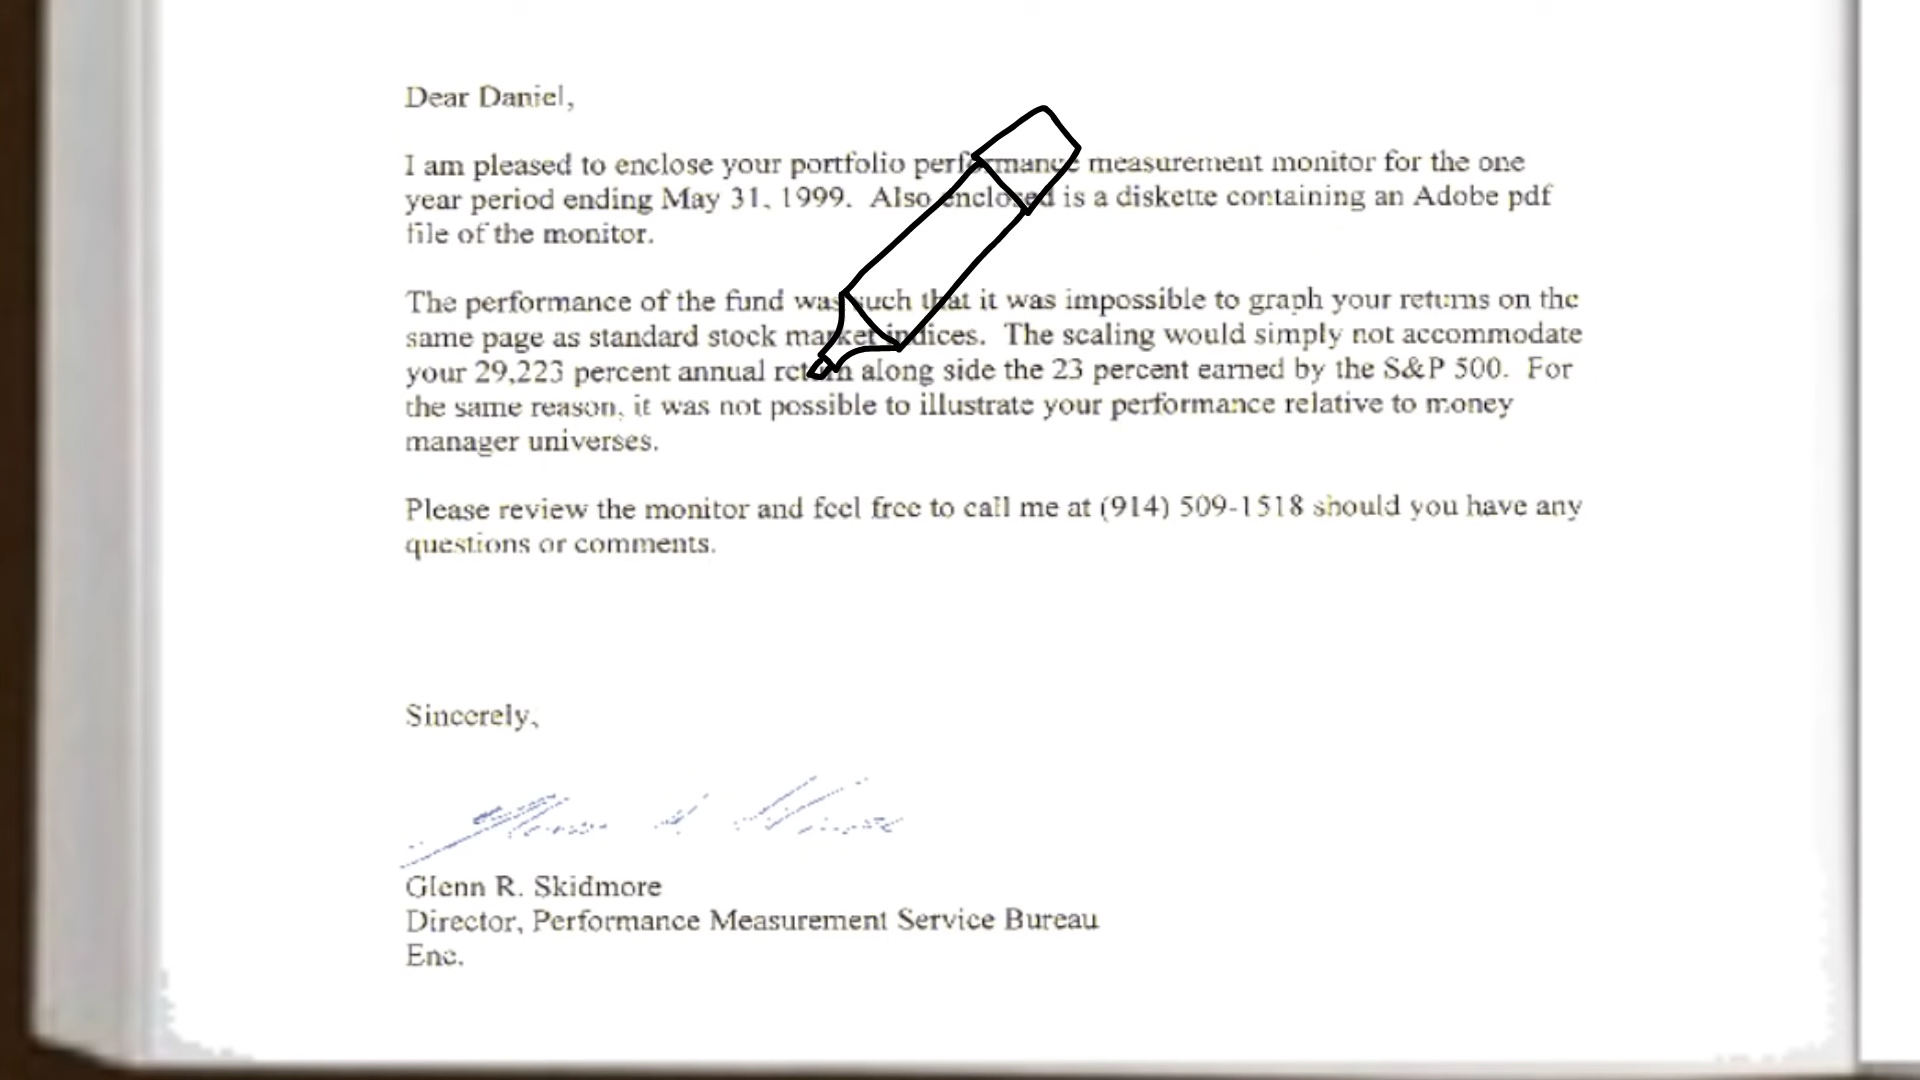 Dear Daniel,
I am pleased to enclose your portfolio performance measurement monitor for the one
year period ending May 31, 1999. Also enclosed is a diskette containing an Adobe pdf
file of the monitor.
The performance of the fund was such that it was impossible to graph your returns on the
same page as standard stock market indices. The scaling would simply not accommodate
your 29,223 percent annual return along side the 23 percent earned by the S&P 500. For
the same reason, it was not possible to illustrate your performance relative to money
manager universes.
Please review the monitor and feel free to call me at (914) 509-1518 should you have any
questions or comments.
Sincerely,
Glenn R. Skidmore
Director, Performance Measurement Service Bureau
Enc.